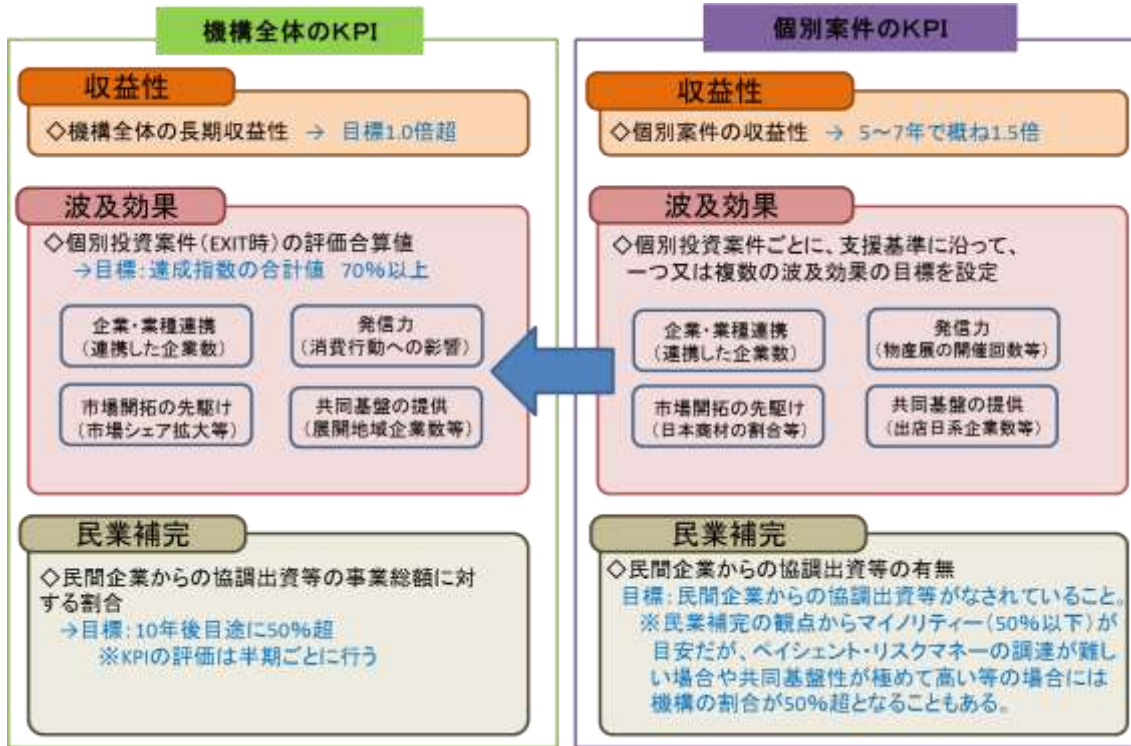 機構全体のKPI
収益性
◇機構全体の長期収益性 → 目標1.0倍超
波及効果
◇個別投資案件(EXIT時)の評価合算値
→目標:達成指数の合計値 70%以上
企業・業種連携
(連携した企業数)
発信力
(消費行動への影響)
市場開拓の先駆け
(市場シェア拡大等)
共同基盤の提供
(展開地域企業数等)
民業補完
◇民間企業からの協調出資等の事業総額に対
する割合
→目標:10年後目途に50%超
※KPIの評価は半期ごとに行う
個別案件のKPI
収益性
◇個別案件の収益性 → 5~7年で概ね1.5倍
波及効果
◇個別投資案件ごとに、支援基準に沿って、
一つ又は複数の波及効果の目標を設定
企業・業種連携
(連携した企業数)
発信力
(物産展の開催回数等)
市場開拓の先駆け
(日本商材の割合等)
共同基盤の提供
(出店日系企業数等)
民業補完
◇民間企業からの協調出資等の有無
目標:民間企業からの協調出資等がなされていること。
※民業補完の観点からマイノリティー(50%以下)が
目安だが、ペイシェント・リスクマネーの調達が難し
い場合や共同基盤性が極めて高い等の場合には
機構の割合が50%超となることもある。